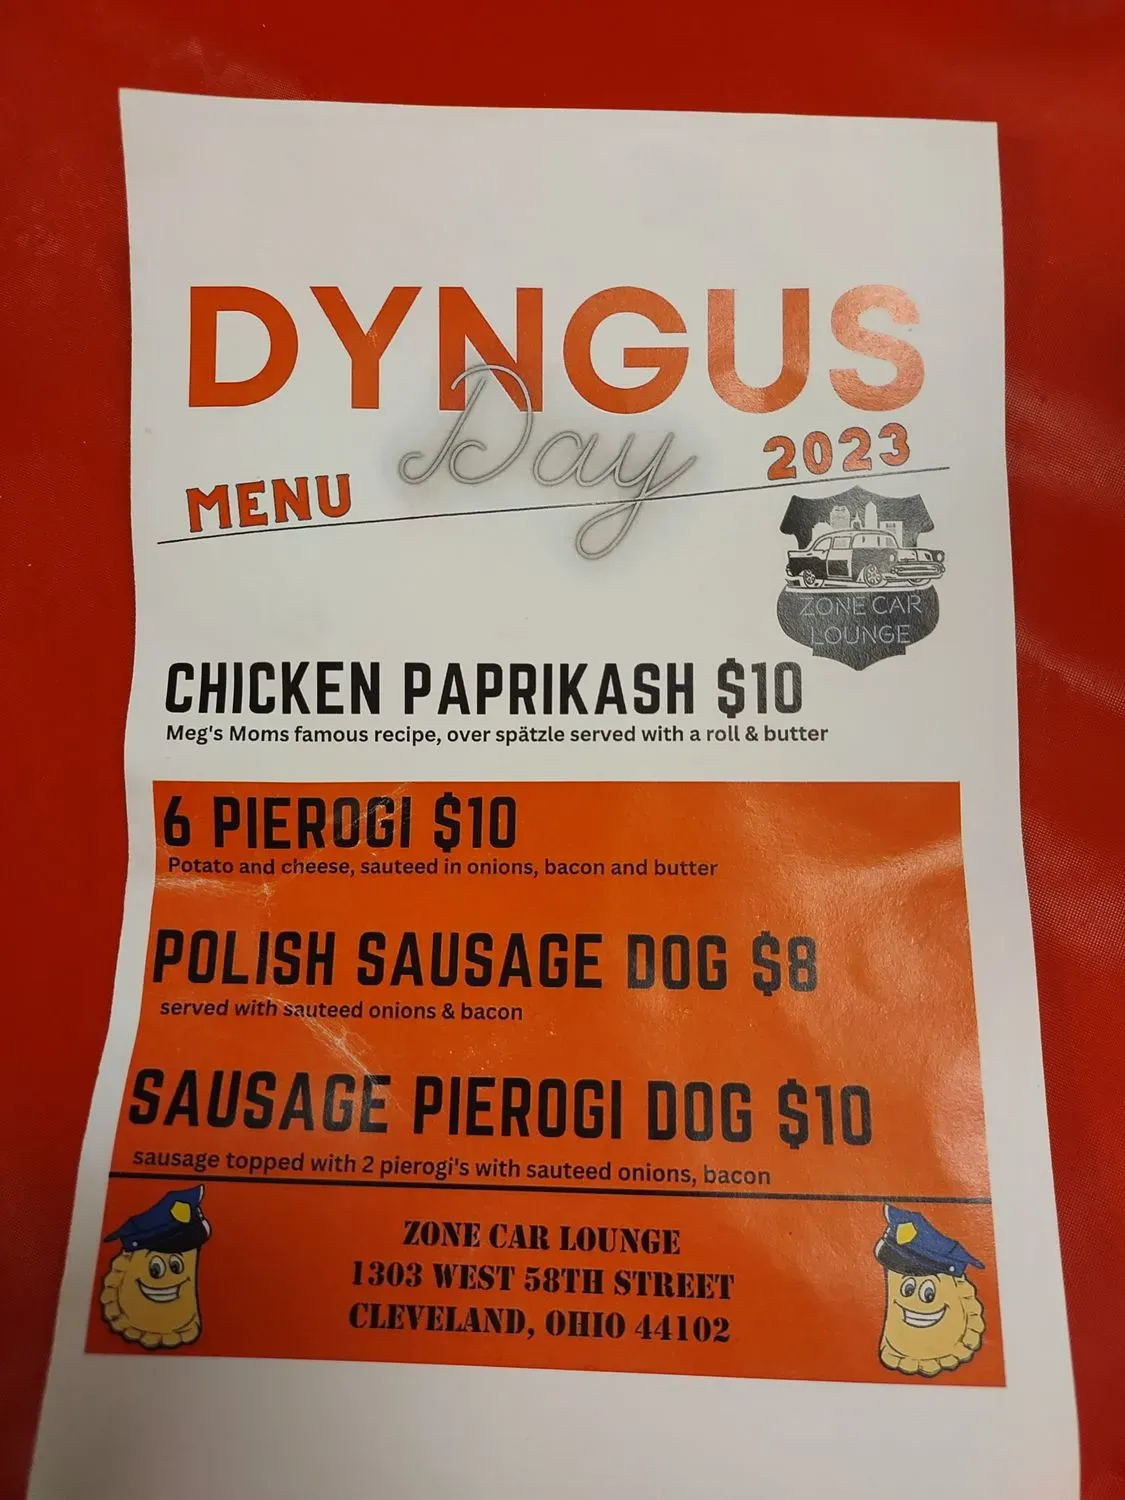 DYNGUS
Day
2023
MENU
ZONE CAR
LOUNGE
CHICKEN PAPRIKASH $10
Meg's Moms famous recipe, over spätzle served with a roll & butter
6 PIEROGI $10
Potato and cheese, sauteed in onions, bacon and butter
POLISH SAUSAGE DOG $8
served with sauteed onions & bacon
SAUSAGE PIEROGI DOG $10
sausage topped with 2 pierogi's with sauteed onions, bacon
ZONE CAR LOUNGE
1303 WEST 58TH STREET
CLEVELAND, OHIO 44102